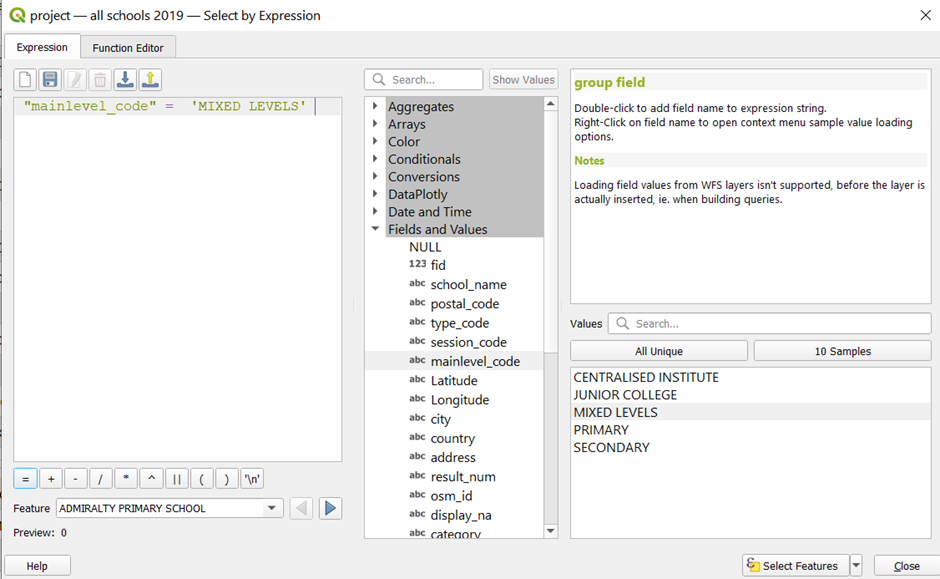 project — all schools 2019 — Select by Expression
Expression
Function Editor
"mainlevel_code" = 'MIXED LEVELS'
= + - / * ^ || ( ) '\n'
Feature ADMIRALTY PRIMARY SCHOOL
Preview: 0
Help
Search...
Show Values
Aggregates
Arrays
Color
Conditionals
Conversions
DataPlotly
Date and Time
Fields and Values
NULL
123 fid
abc school_name
abc postal_code
abc type_code
abc session_code
abc mainlevel_code
abc Latitude
abc Longitude
abc city
abc country
abc address
abc result_num
abc osm_id
abc display_na
abc category
group field
Double-click to add field name to expression string.
Right-Click on field name to open context menu sample value loading
options.
Notes
Loading field values from WFS layers isn't supported, before the layer is
actually inserted, ie. when building queries.
Values Search...
All Unique
10 Samples
CENTRALISED INSTITUTE
JUNIOR COLLEGE
MIXED LEVELS
PRIMARY
SECONDARY
Select Features
Close